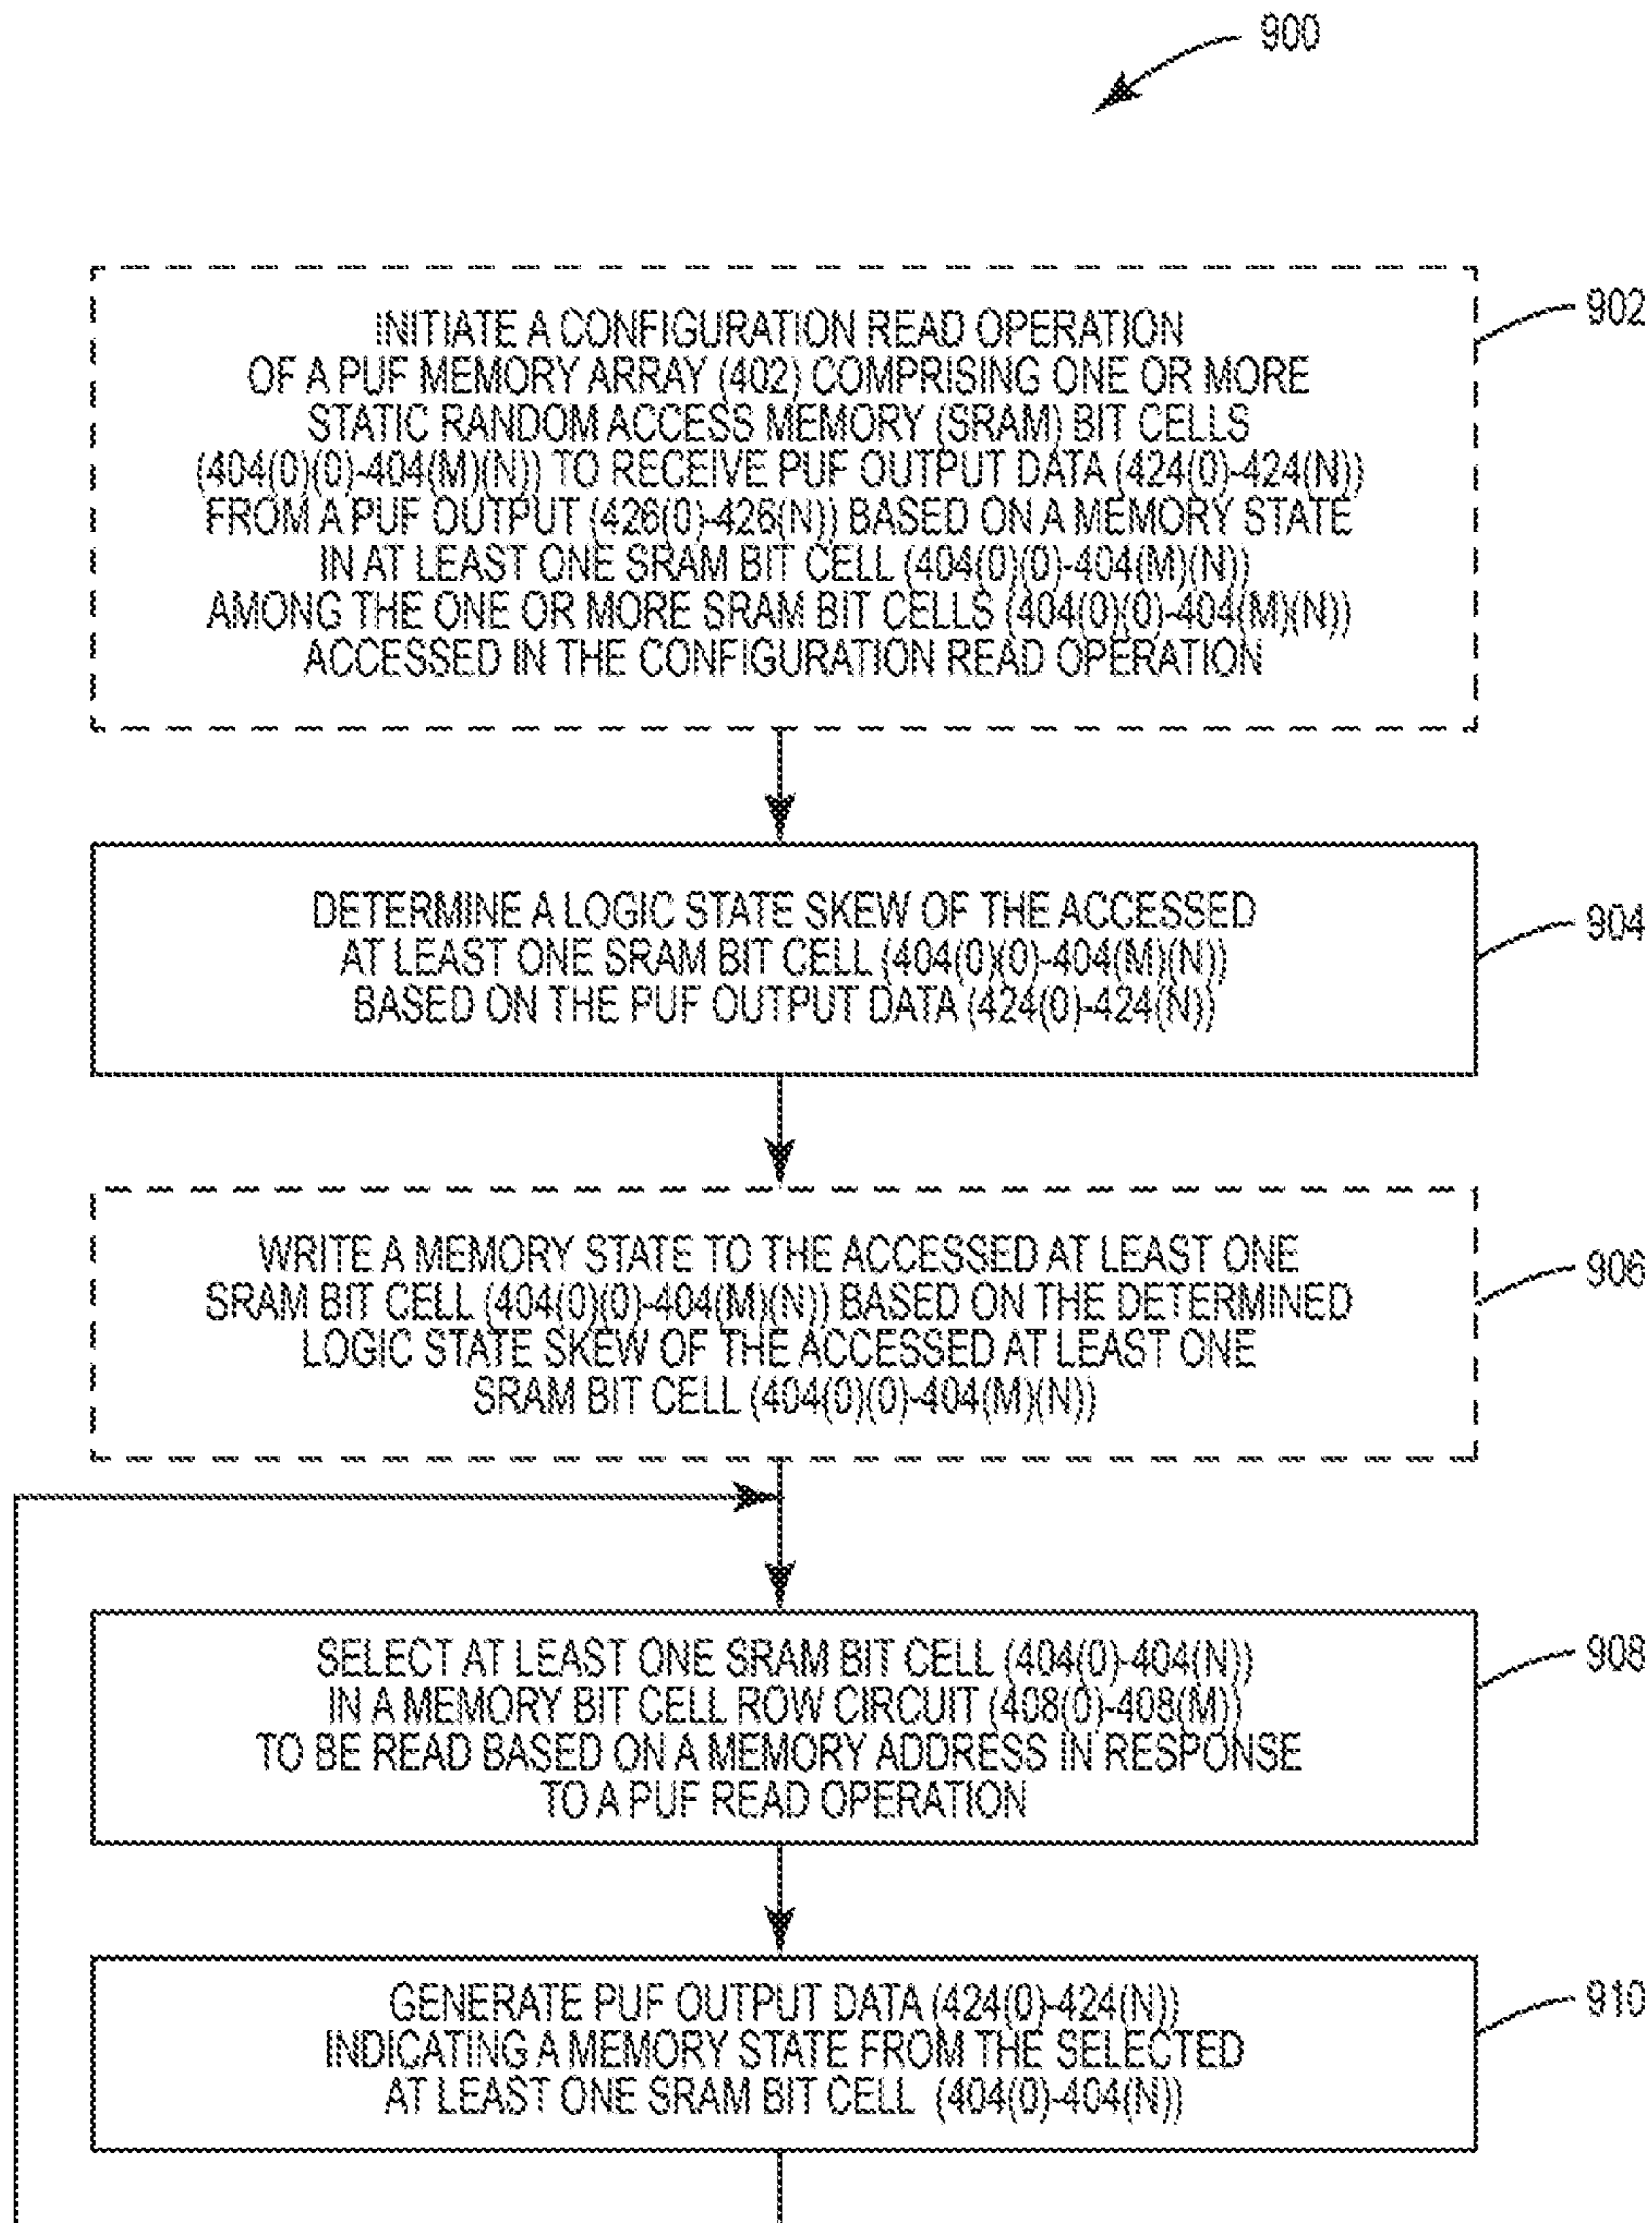 900
INITIATE A CONFIGURATION READ OPERATION
OF A PUF MEMORY ARRAY (402) COMPRISING ONE OR MORE
STATIC RANDOM ACCESS MEMORY (SRAM) BIT CELLS
(404(0)(0)-404(M)(N)) TO RECEIVE PUF OUTPUT DATA (424(0)-424(N))
FROM A PUF OUTPUT (426(0)-426(N)) BASED ON A MEMORY STATE
IN AT LEAST ONE SRAM BIT CELL (404(0)(0)-404(M)(N))
AMONG THE ONE OR MORE SRAM BIT CELLS (404(0)(0)-404(M)(N))
ACCESSED IN THE CONFIGURATION READ OPERATION
902
DETERMINE A LOGIC STATE SKEW OF THE ACCESSED
AT LEAST ONE SRAM BIT CELL (404(0)(0)-404(M)(N))
BASED ON THE PUF OUTPUT DATA (424(0)-424(N))
904
WRITE A MEMORY STATE TO THE ACCESSED AT LEAST ONE
SRAM BIT CELL (404(0)(0)-404(M)(N)) BASED ON THE DETERMINED
LOGIC STATE SKEW OF THE ACCESSED AT LEAST ONE
SRAM BIT CELL (404(0)(0)-404(M)(N))
906
SELECT AT LEAST ONE SRAM BIT CELL (404(0)-404(N))
IN A MEMORY BIT CELL ROW CIRCUIT (408(0)-408(M))
TO BE READ BASED ON A MEMORY ADDRESS IN RESPONSE
TO A PUF READ OPERATION
908
GENERATE PUF OUTPUT DATA (424(0)-424(N))
INDICATING A MEMORY STATE FROM THE SELECTED
AT LEAST ONE SRAM BIT CELL (404(0)-404(N))
910